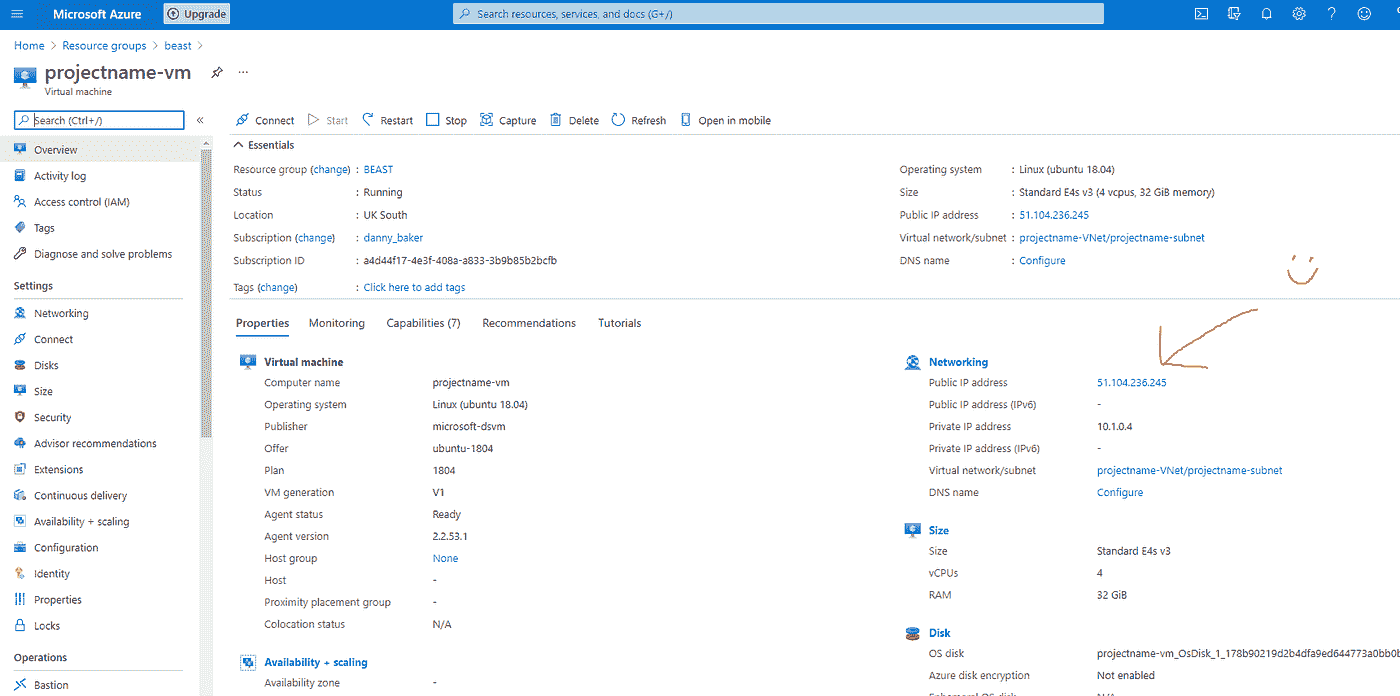 Microsoft Azure Upgrade Search resources, services, and docs (G+/)
Home > Resource groups > beast >
projectname-vm ...
Virtual machine
Search (Ctrl+/) «
Connect Start Restart Stop Capture Delete Refresh Open in mobile
Overview
Activity log
Access control (IAM)
Tags
Diagnose and solve problems
Settings
Networking
Connect
Disks
Size
Security
Advisor recommendations
Extensions
Continuous delivery
Availability + scaling
Configuration
Identity
Properties
Locks
Operations
Bastion
Essentials
Resource group (change) : BEAST
Status : Running
Location : UK South
Subscription (change) : danny_baker
Subscription ID : a4d44f17-4e3f-408a-a833-3b9b85b2bcfb
Tags (change) : Click here to add tags
Operating system : Linux (ubuntu 18.04)
Size : Standard E4s v3 (4 vcpus, 32 GiB memory)
Public IP address : 51.104.236.245
Virtual network/subnet : projectname-VNet/projectname-subnet
DNS name : Configure
Properties Monitoring Capabilities (7) Recommendations Tutorials
Virtual machine
Computer name projectname-vm
Operating system Linux (ubuntu 18.04)
Publisher microsoft-dsvm
Offer ubuntu-1804
Plan 1804
VM generation V1
Agent status Ready
Agent version 2.2.53.1
Host group None
Host -
Proximity placement group -
Colocation status N/A
Availability + scaling
Availability zone -
Networking
Public IP address 51.104.236.245
Public IP address (IPv6) -
Private IP address 10.1.0.4
Private IP address (IPv6) -
Virtual network/subnet projectname-VNet/projectname-subnet
DNS name Configure
Size
Size Standard E4s v3
vCPUs 4
RAM 32 GiB
Disk
OS disk projectname-vm_OsDisk_1_178b90219d2b4dfa9ed644773a0bb0b
Azure disk encryption Not enabled